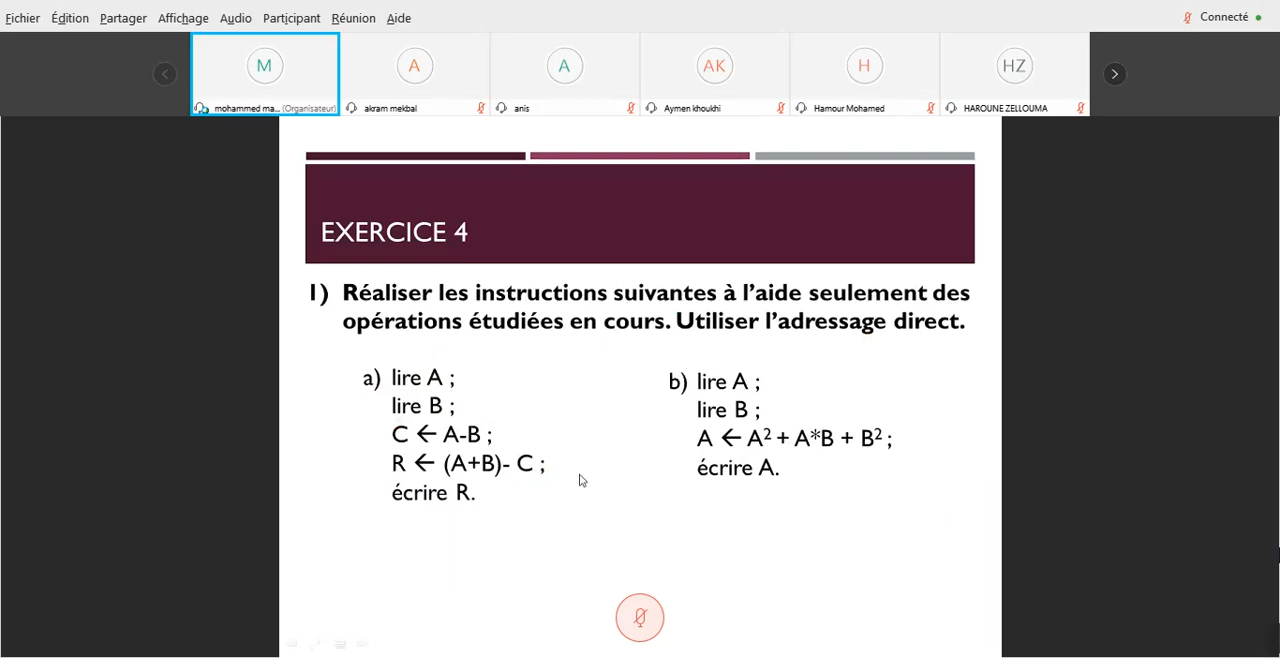 Fichier Édition Partager Affichage Audio Participant Réunion Aide Connecté
M A A AK H HZ
mohammed ma... (Organisateur) akram mekbal anis Aymen khoukhi Hamour Mohamed HAROUNE ZELLOUMA
EXERCICE 4
1) Réaliser les instructions suivantes à l’aide seulement des
opérations étudiées en cours. Utiliser l’adressage direct.
a) lire A ;
lire B ;
C ← A-B ;
R ← (A+B)- C ;
écrire R.
b) lire A ;
lire B ;
A ← A² + A*B + B² ;
écrire A.